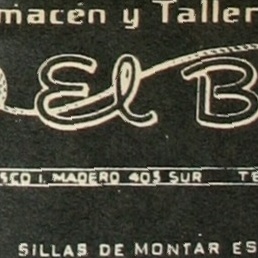 macén y Taller
El B
SCO I. MADERO 405 SUR TE
SILLAS DE MONTAR ES